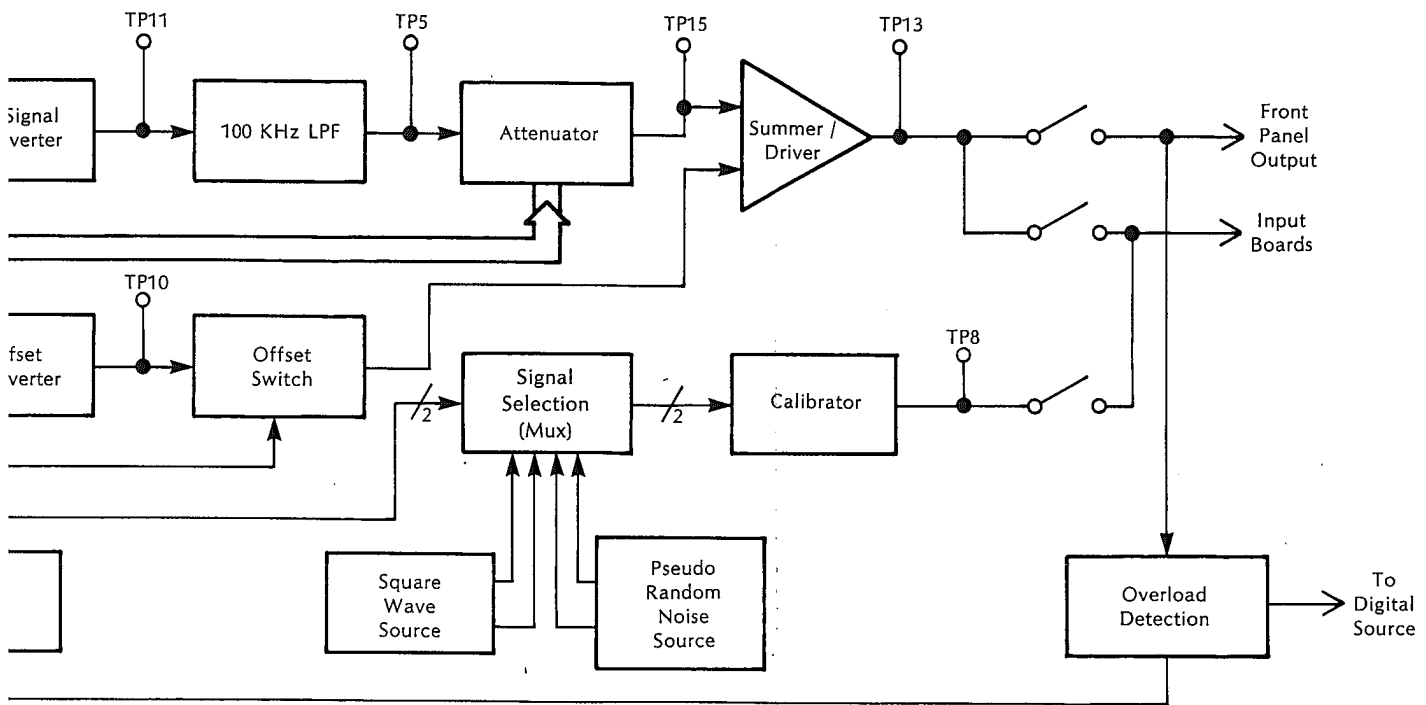 TP11
TP5
TP15
TP13
Signal
verter
100 KHz LPF
Attenuator
Summer /
Driver
Front
Panel
Output
Input
Boards
TP10
fset
verter
Offset
Switch
2
Signal
Selection
(Mux)
2
Calibrator
TP8
Square
Wave
Source
Pseudo
Random
Noise
Source
Overload
Detection
To
Digital
Source